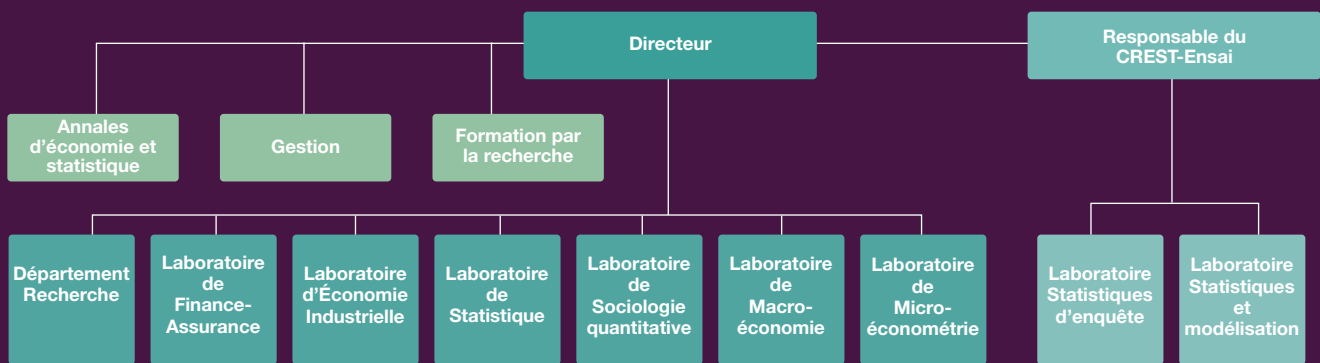 Directeur
Responsable du
CREST-Ensai
Annales
d'économie et
statistique
Gestion
Formation par
la recherche
Département
Recherche
Laboratoire
de
Finance-
Assurance
Laboratoire
d'Économie
Industrielle
Laboratoire
de
Statistique
Laboratoire
de
Sociologie
quantitative
Laboratoire
de
Macro-
économie
Laboratoire
de
Micro-
économétrie
Laboratoire
Statistiques
d'enquête
Laboratoire
Statistiques
et
modélisation